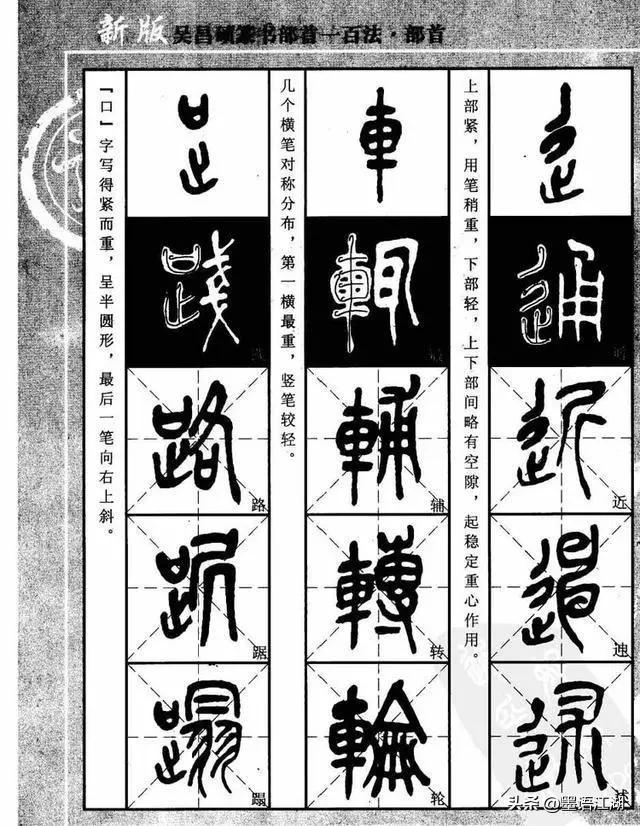 新版 吴昌硕篆书部首一百法·部首
近
上部紧，用笔稍重，下部轻，上下部间略有空隙，起稳定重心作用。
車
辅
转
轮
几个横笔对称分布，第一横最重，竖笔较轻。
路
踞
蹋
「口」字写得紧而重，呈半圆形，最后一笔向右上斜。
头条@墨语江湖